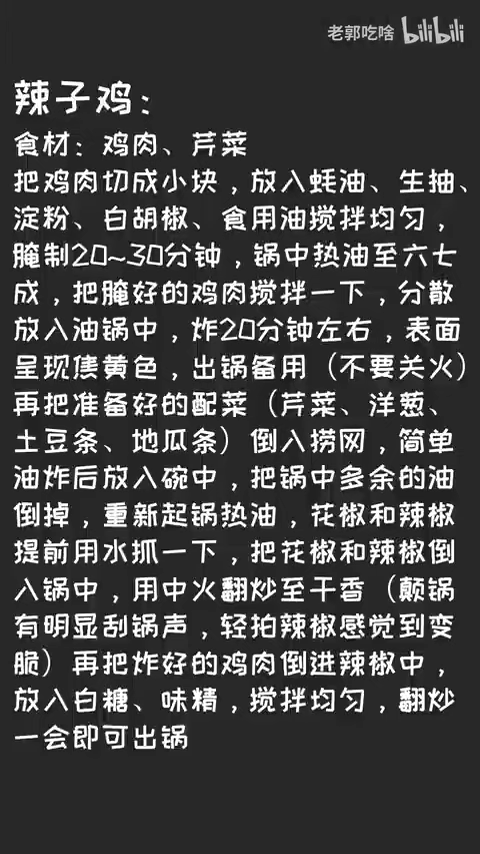 老郭吃啥 bilibili
辣子鸡：
食材：鸡肉、芹菜
把鸡肉切成小块，放入蚝油、生抽、
淀粉、白胡椒、食用油搅拌均匀，
腌制20~30分钟，锅中热油至六七
成，把腌好的鸡肉搅拌一下，分散
放入油锅中，炸20分钟左右，表面
呈现焦黄色，出锅备用（不要关火）
再把准备好的配菜（芹菜、洋葱、
土豆条、地瓜条）倒入捞网，简单
油炸后放入碗中，把锅中多余的油
倒掉，重新起锅热油，花椒和辣椒
提前用水抓一下，把花椒和辣椒倒
入锅中，用中火翻炒至干香（颠锅
有明显刮锅声，轻拍辣椒感觉到变
脆）再把炸好的鸡肉倒进辣椒中，
放入白糖、味精，搅拌均匀，翻炒
一会即可出锅